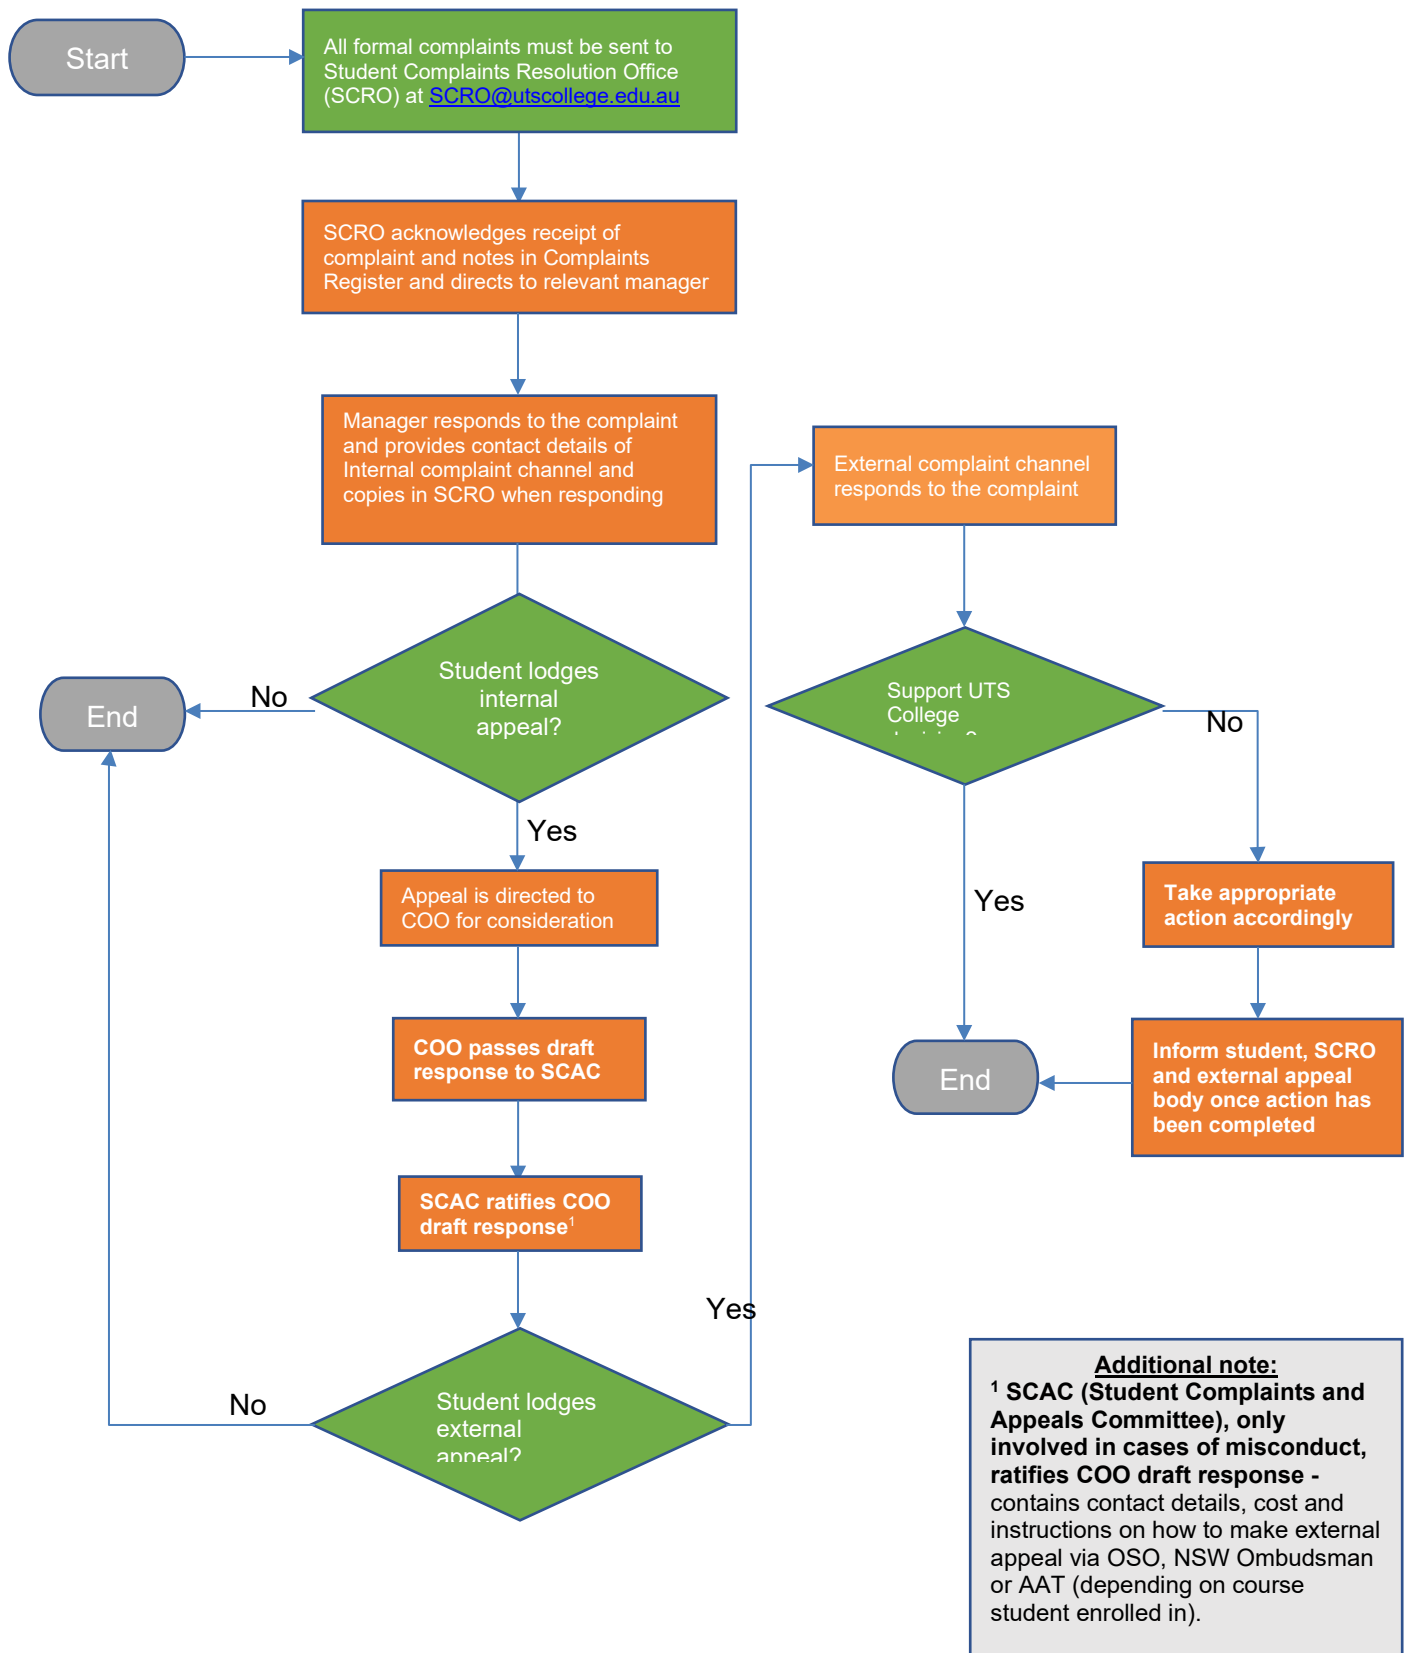 Start
All formal complaints must be sent to
Student Complaints Resolution Office
(SCRO) at SCRO@utscollege.edu.au
SCRO acknowledges receipt of
complaint and notes in Complaints
Register and directs to relevant manager
Manager responds to the complaint
and provides contact details of
Internal complaint channel and
copies in SCRO when responding
Student lodges
internal
appeal?
No
End
Yes
Appeal is directed to
COO for consideration
COO passes draft
response to SCAC
SCAC ratifies COO
draft response¹
Student lodges
external
appeal?
No
Yes
External complaint channel
responds to the complaint
Support UTS
College
No
Yes
Take appropriate
action accordingly
Inform student, SCRO
and external appeal
body once action has
been completed
End
Additional note:
¹ SCAC (Student Complaints and
Appeals Committee), only
involved in cases of misconduct,
ratifies COO draft response -
contains contact details, cost and
instructions on how to make external
appeal via OSO, NSW Ombudsman
or AAT (depending on course
student enrolled in).